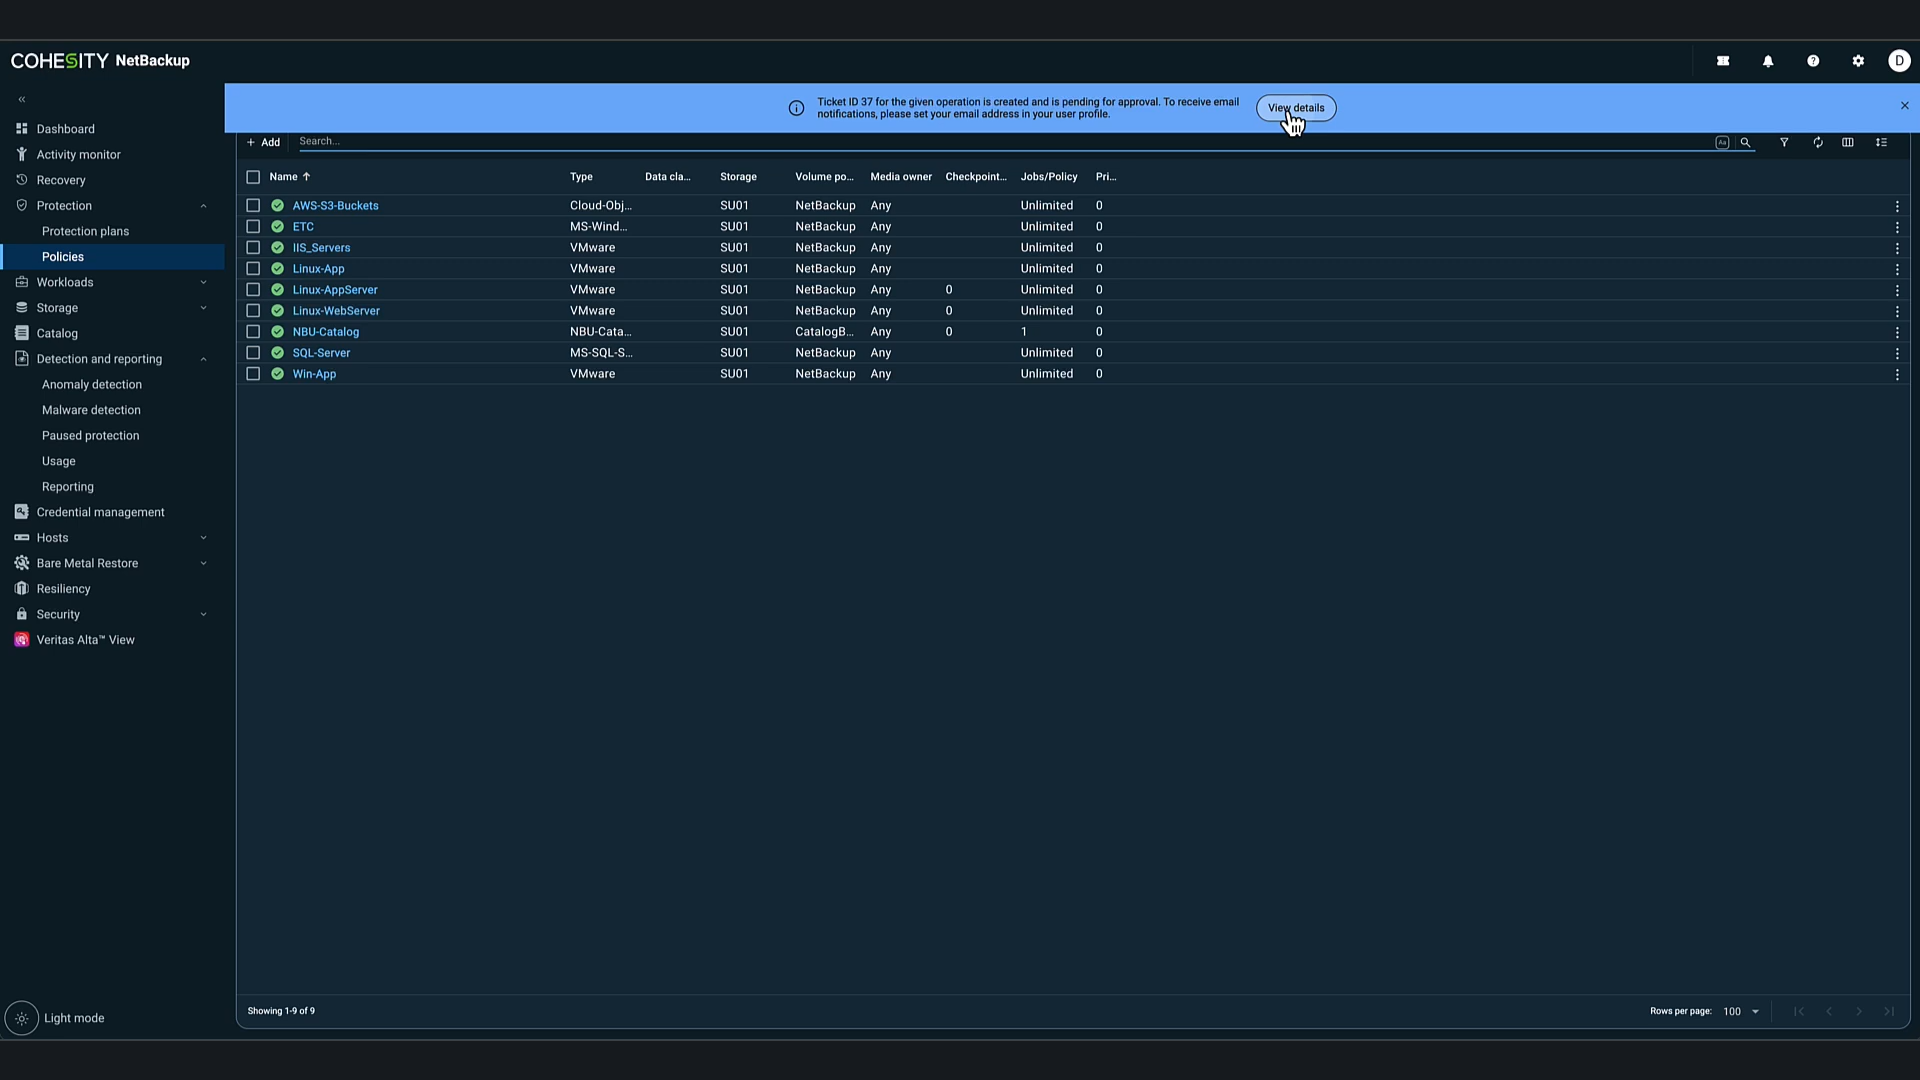 COHESITY NetBackup
D
Ticket ID 37 for the given operation is created and is pending for approval. To receive email
notifications, please set your email address in your user profile.
View details
Dashboard
Activity monitor
Recovery
Protection
Protection plans
Policies
Workloads
Storage
Catalog
Detection and reporting
Anomaly detection
Malware detection
Paused protection
Usage
Reporting
Credential management
Hosts
Bare Metal Restore
Resiliency
Security
Veritas Alta™ View
Light mode
+ Add Search... Aa
Name Type Data cla... Storage Volume po... Media owner Checkpoint... Jobs/Policy Pri...
AWS-S3-Buckets Cloud-Obj... SU01 NetBackup Any Unlimited 0
ETC MS-Wind... SU01 NetBackup Any Unlimited 0
IIS_Servers VMware SU01 NetBackup Any Unlimited 0
Linux-App VMware SU01 NetBackup Any Unlimited 0
Linux-AppServer VMware SU01 NetBackup Any 0 Unlimited 0
Linux-WebServer VMware SU01 NetBackup Any 0 Unlimited 0
NBU-Catalog NBU-Cata... SU01 CatalogB... Any 0 1 0
SQL-Server MS-SQL-S... SU01 NetBackup Any Unlimited 0
Win-App VMware SU01 NetBackup Any Unlimited 0
Showing 1-9 of 9 Rows per page: 100